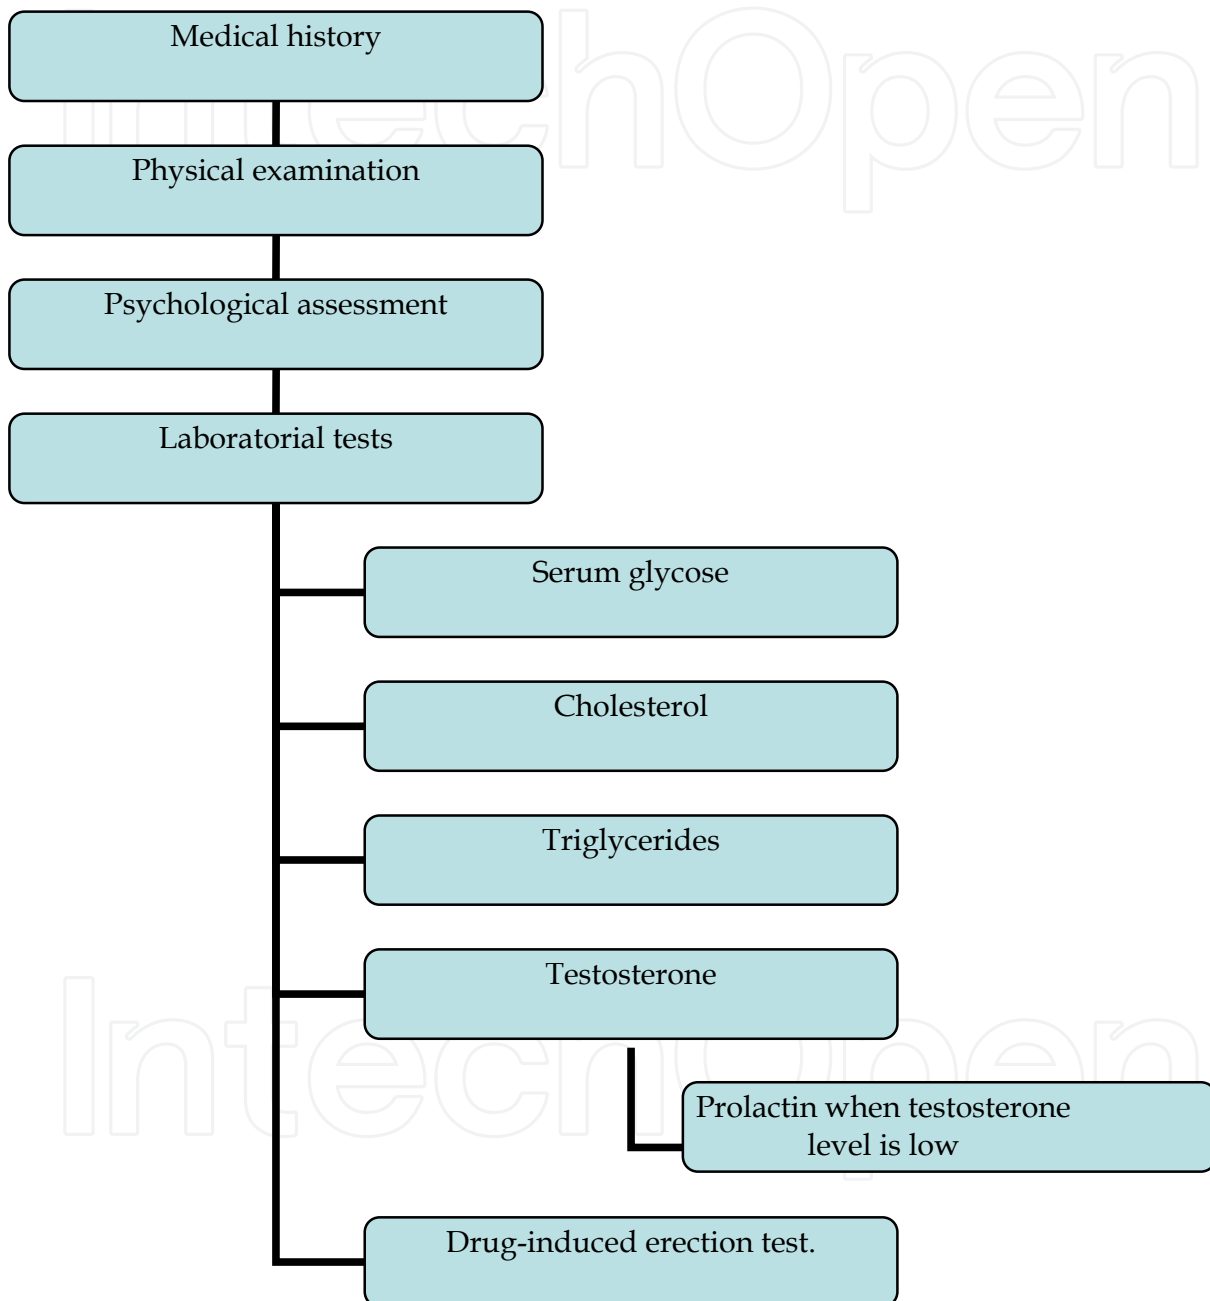 IntechOpen
Medical history
Physical examination
Psychological assessment
Laboratorial tests
Serum glycose
Cholesterol
Triglycerides
Testosterone
IntechOpen
Prolactin when testosterone
level is low
Drug-induced erection test.